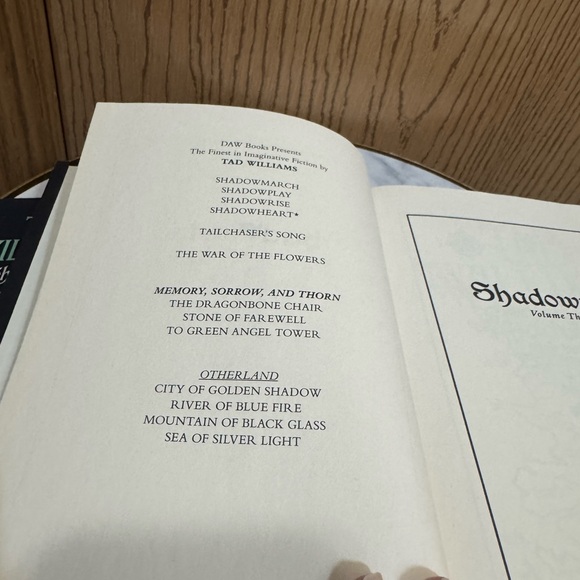 DAW Books Presents
The Finest in Imaginative Fiction by
TAD WILLIAMS
SHADOWMARCH
SHADOWPLAY
SHADOWRISE
SHADOWHEART*
TAILCHASER'S SONG
THE WAR OF THE FLOWERS
MEMORY, SORROW, AND THORN
THE DRAGONBONE CHAIR
STONE OF FAREWELL
TO GREEN ANGEL TOWER
OTHERLAND
CITY OF GOLDEN SHADOW
RIVER OF BLUE FIRE
MOUNTAIN OF BLACK GLASS
SEA OF SILVER LIGHT
Volume